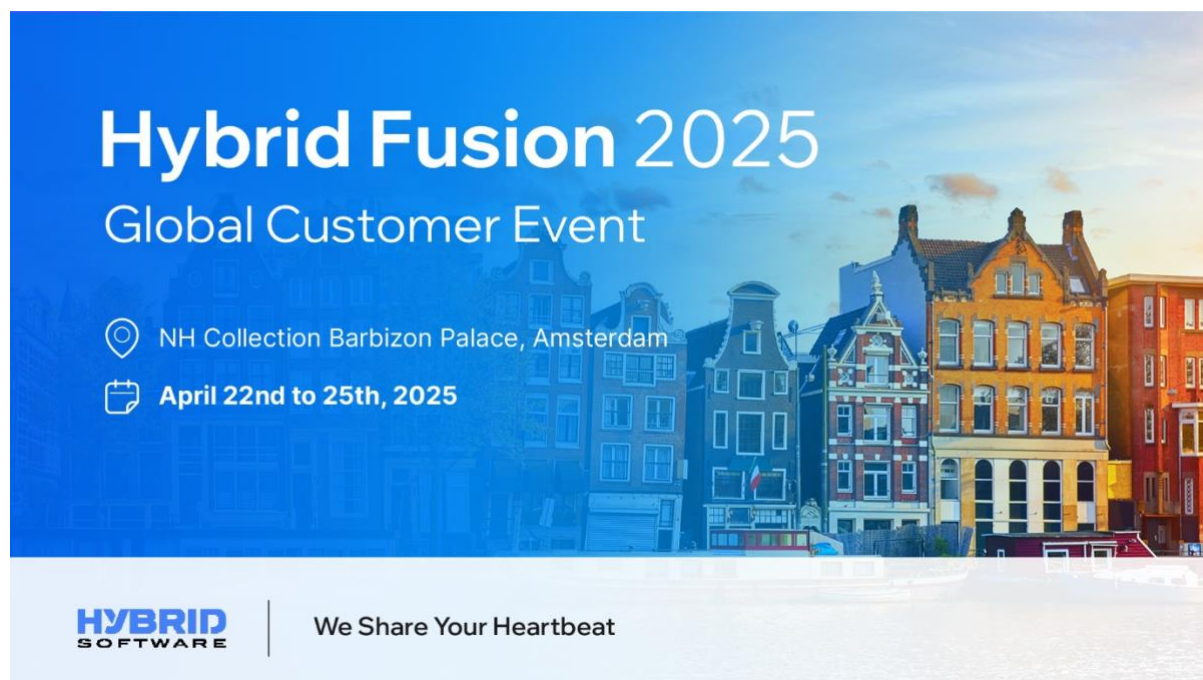 Hybrid Fusion 2025
Global Customer Event
NH Collection Barbizon Palace, Amsterdam
April 22nd to 25th, 2025
HYBRID
SOFTWARE
We Share Your Heartbeat